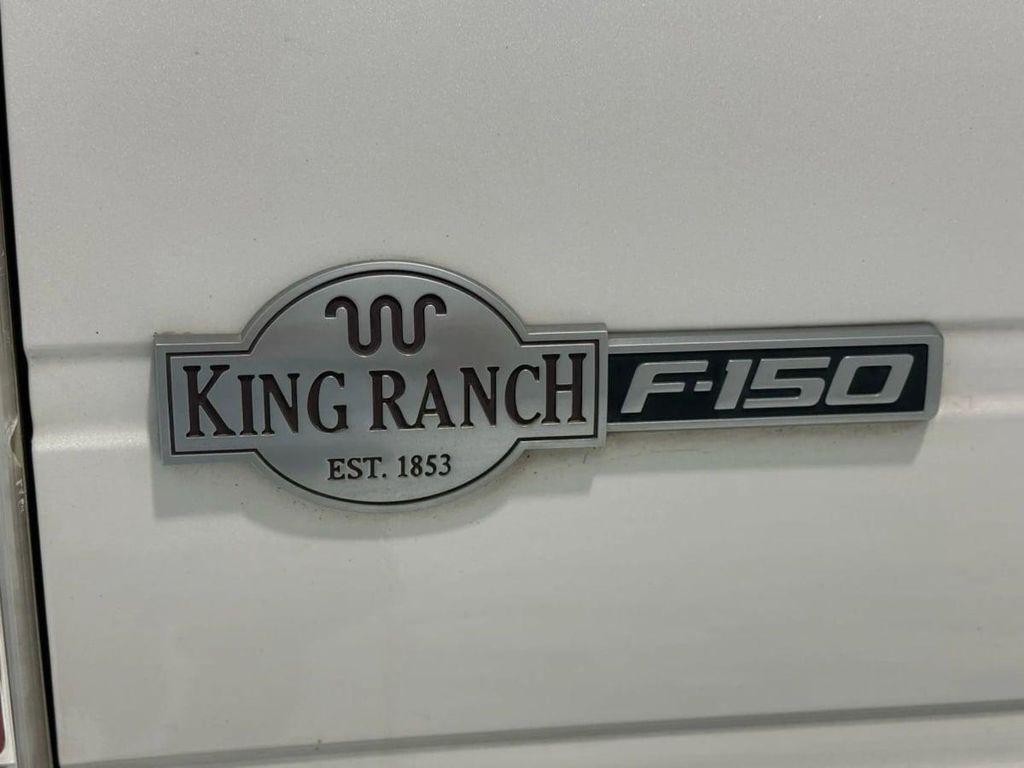 KING RANCH
EST. 1853
F-150